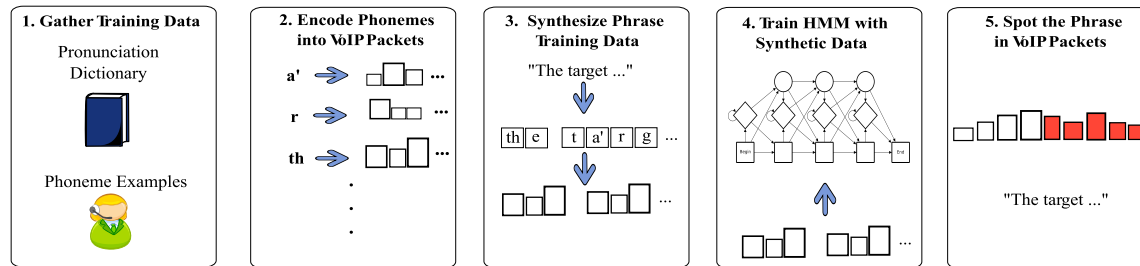 1. Gather Training Data
Pronunciation
Dictionary
Phoneme Examples
2. Encode Phonemes
into VoIP Packets
a' ...
r ...
th ...
3. Synthesize Phrase
Training Data
"The target ..."
th e t a' r g ...
...
4. Train HMM with
Synthetic Data
Begin End
...
5. Spot the Phrase
in VoIP Packets
"The target ..."